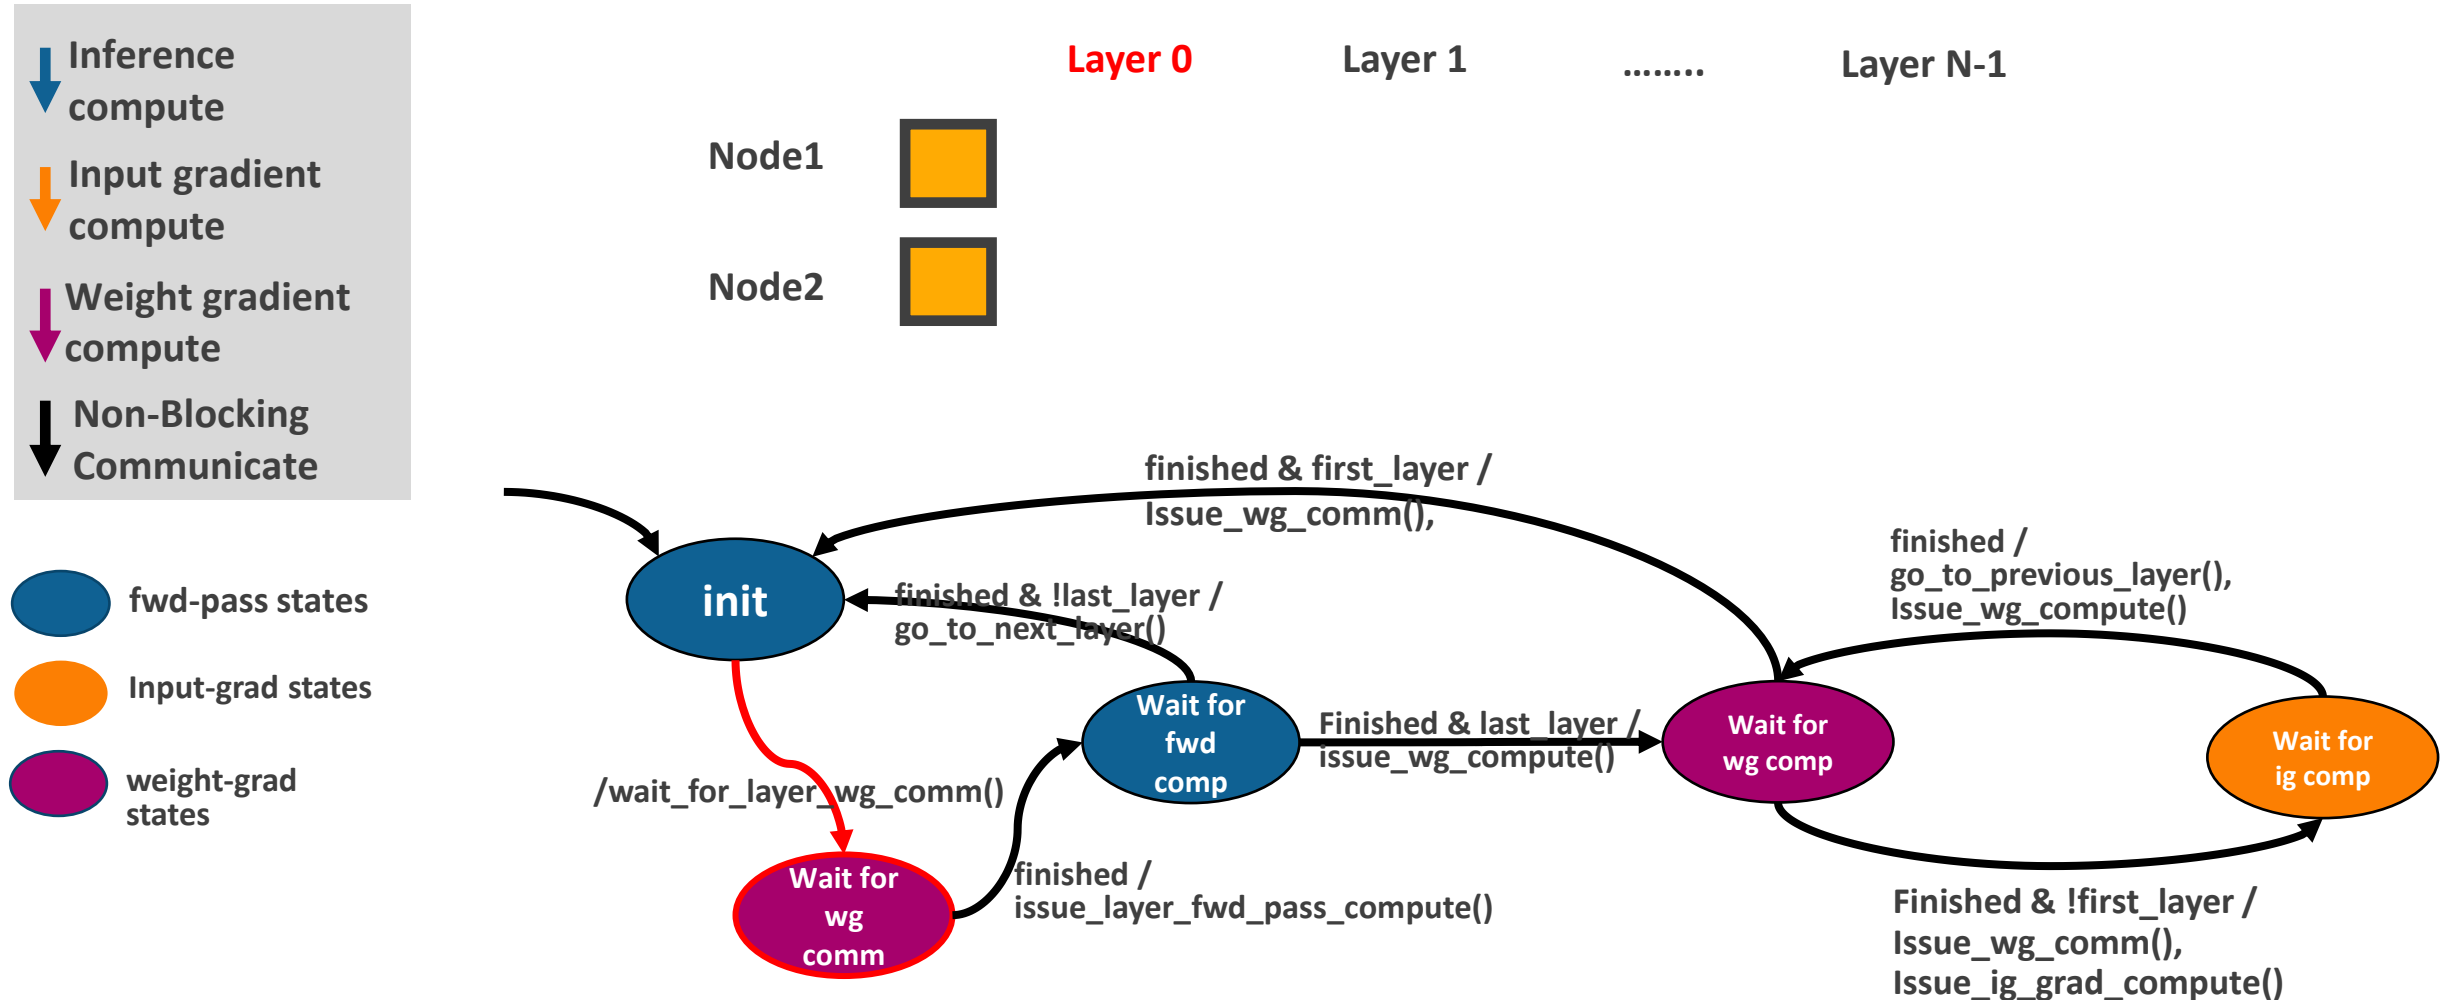 Inference
compute
Input gradient
compute
Weight gradient
compute
Non-Blocking
Communicate
fwd-pass states
Input-grad states
weight-grad
states
Layer 0
Layer 1
........
Layer N-1
Node1
Node2
finished & first_layer /
Issue_wg_comm(),
init
finished & !last_layer /
go_to_next_layer()
finished /
go_to_previous_layer(),
Issue_wg_compute()
Wait for
fwd
comp
Finished & last_layer /
issue_wg_compute()
Wait for
wg comp
Wait for
ig comp
/wait_for_layer_wg_comm()
Wait for
wg
comm
finished /
issue_layer_fwd_pass_compute()
Finished & !first_layer /
Issue_wg_comm(),
Issue_ig_grad_compute()